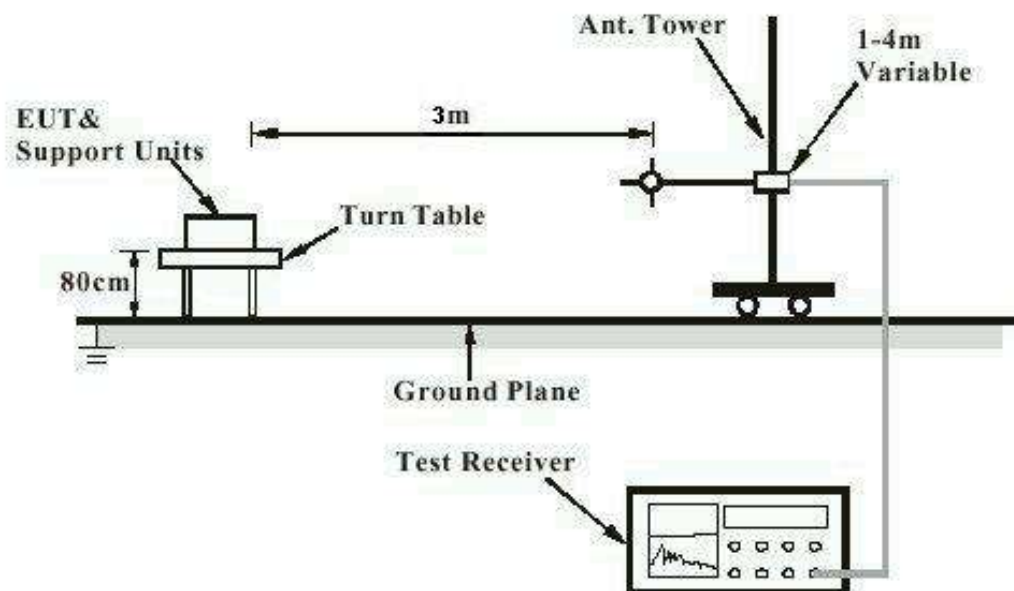 Ant. Tower
1-4m
Variable
3m
EUT&
Support Units
Turn Table
80cm
Ground Plane
Test Receiver